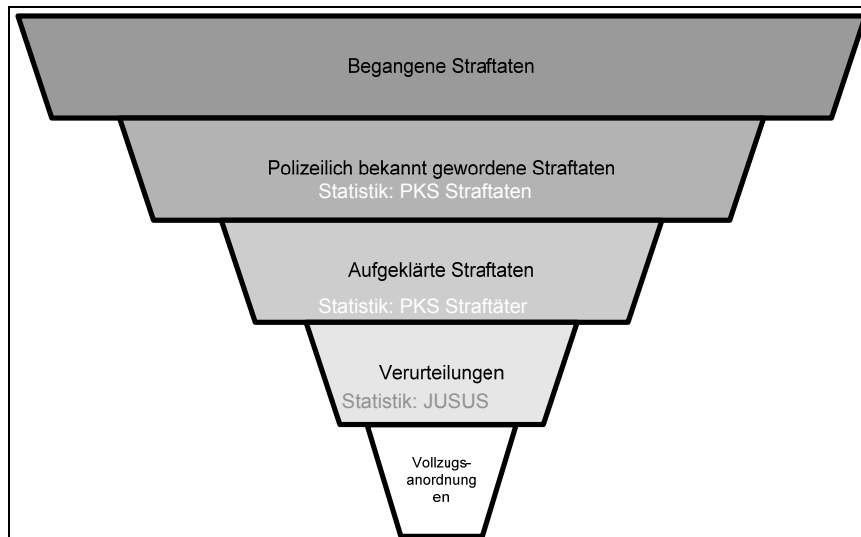 Begangene Straftaten
Polizeilich bekannt gewordene Straftaten
Statistik: PKS Straftaten
Aufgeklärte Straftaten
Statistik: PKS Straftäter
Verurteilungen
Statistik: JUSUS
Vollzugs-
anordnung
en